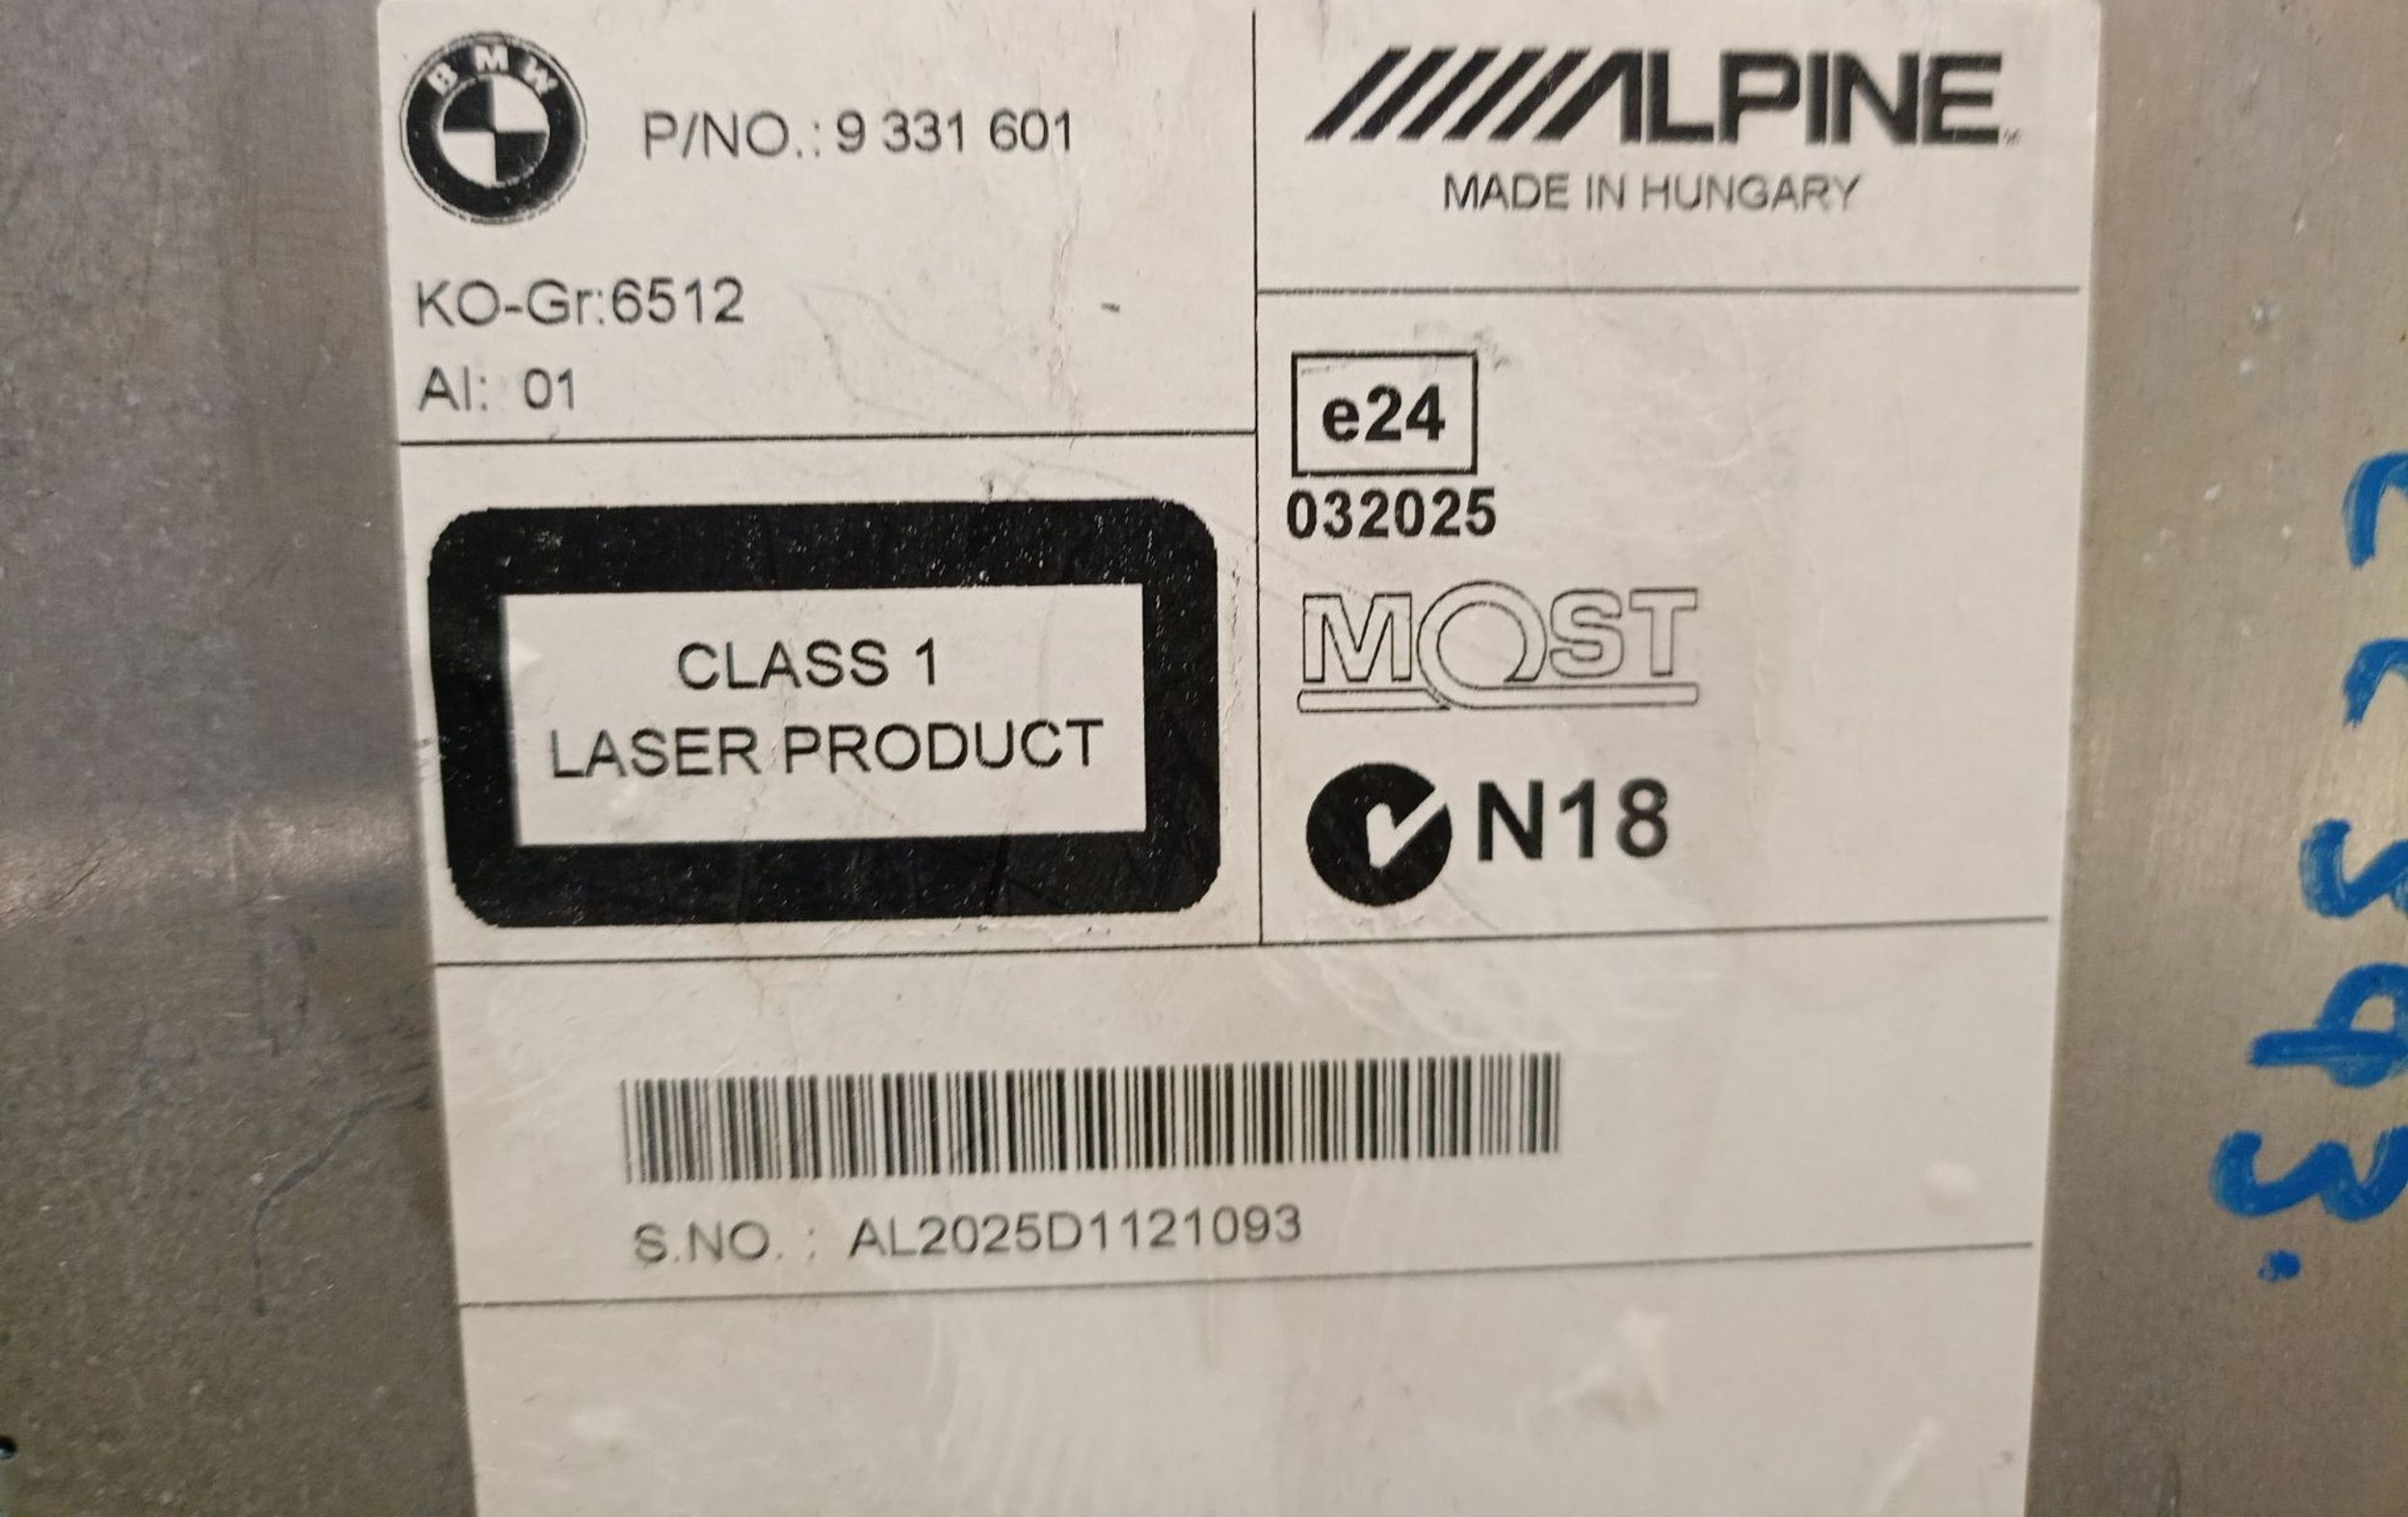 BMW
P/NO.: 9 331 601
KO-Gr:6512
AI: 01
ALPINE
MADE IN HUNGARY
CLASS 1
LASER PRODUCT
e24
032025
MOST
N18
S.NO. : AL2025D1121093